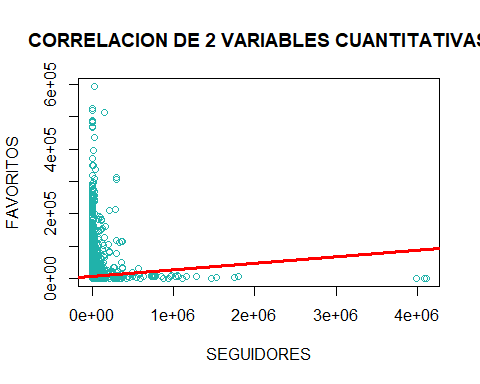 CORRELACION DE 2 VARIABLES CUANTITATIVAS
FAVORITOS
6e+05
4e+05
2e+05
0e+00
0e+00 1e+06 2e+06 3e+06 4e+06
SEGUIDORES